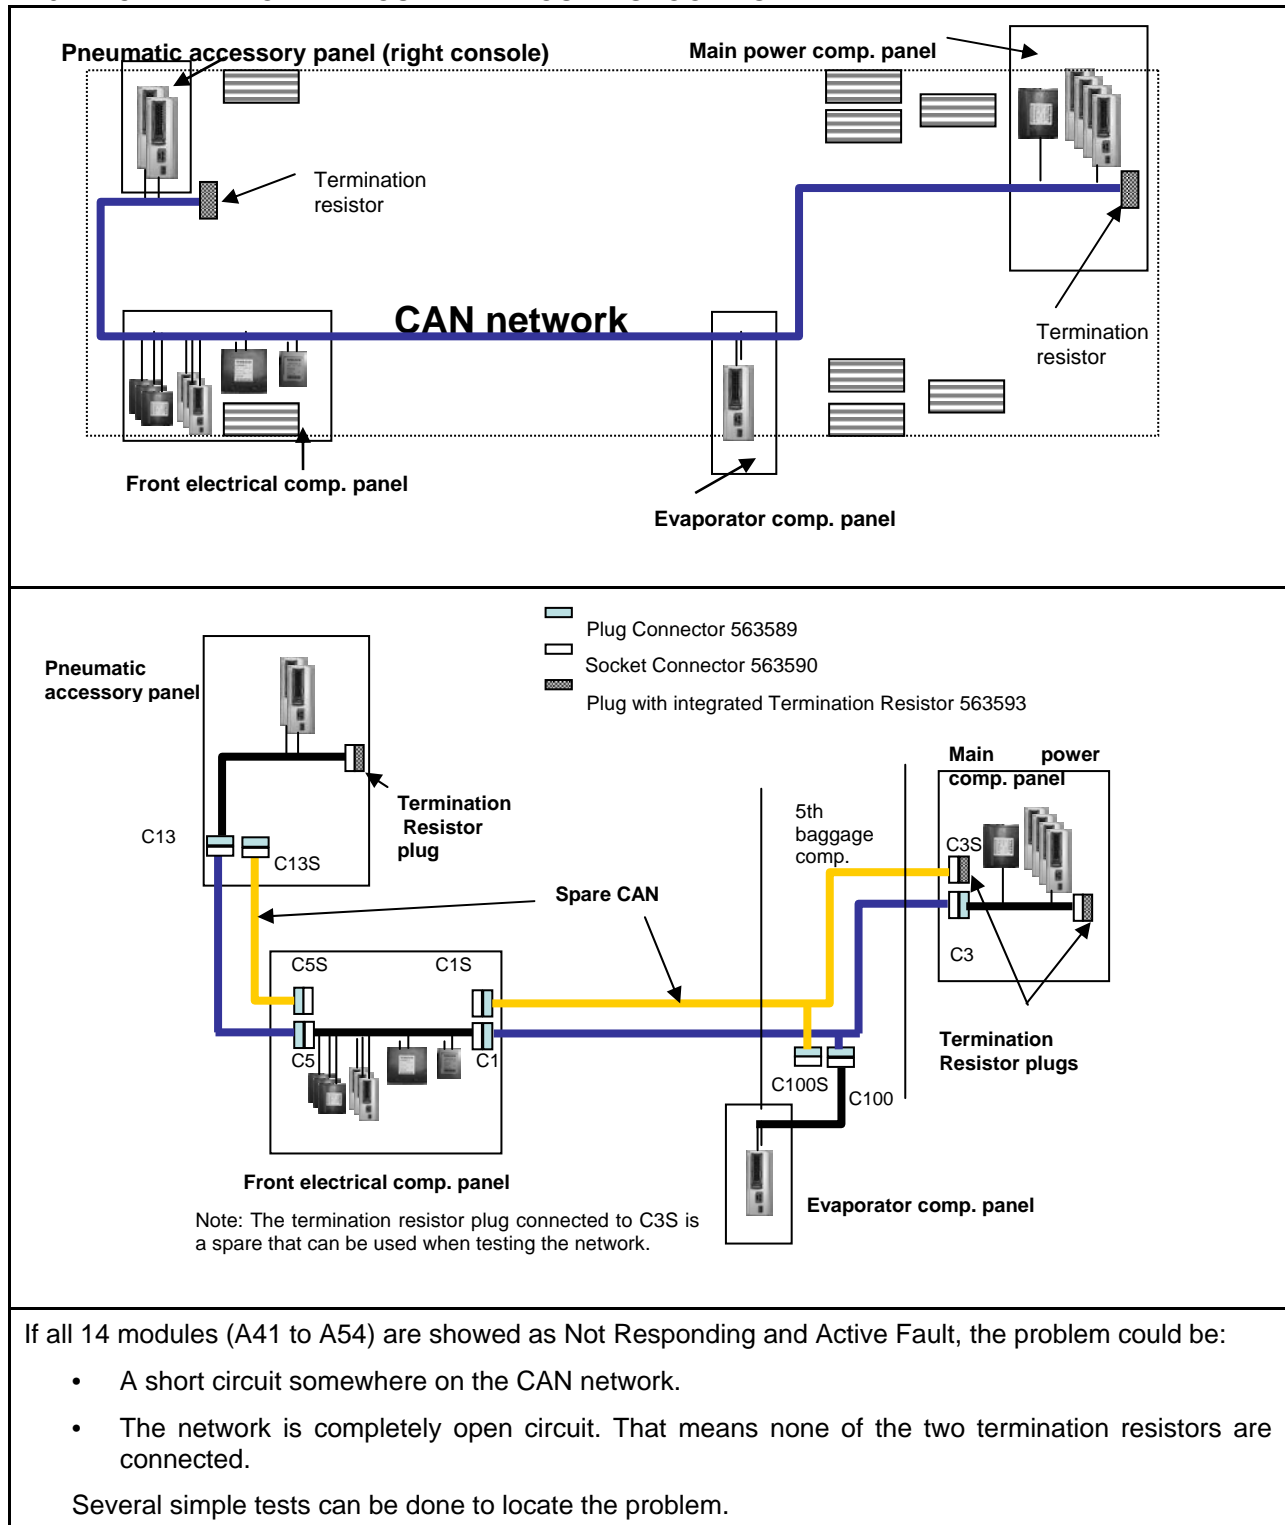 Pneumatic accessory panel (right console)
Main power comp. panel
Termination
resistor
CAN network
Termination
resistor
Front electrical comp. panel
Evaporator comp. panel
Plug Connector 563589
Socket Connector 563590
Plug with integrated Termination Resistor 563593
Pneumatic
accessory panel
Main power
comp. panel
Termination
Resistor
plug
5th
baggage
comp.
C13
C13S
C3S
Spare CAN
C3
C5S
C1S
Termination
Resistor plugs
C5
C1
C100S
C100
Front electrical comp. panel
Evaporator comp. panel
Note: The termination resistor plug connected to C3S is
a spare that can be used when testing the network.
If all 14 modules (A41 to A54) are showed as Not Responding and Active Fault, the problem could be:
• A short circuit somewhere on the CAN network.
• The network is completely open circuit. That means none of the two termination resistors are
connected.
Several simple tests can be done to locate the problem.